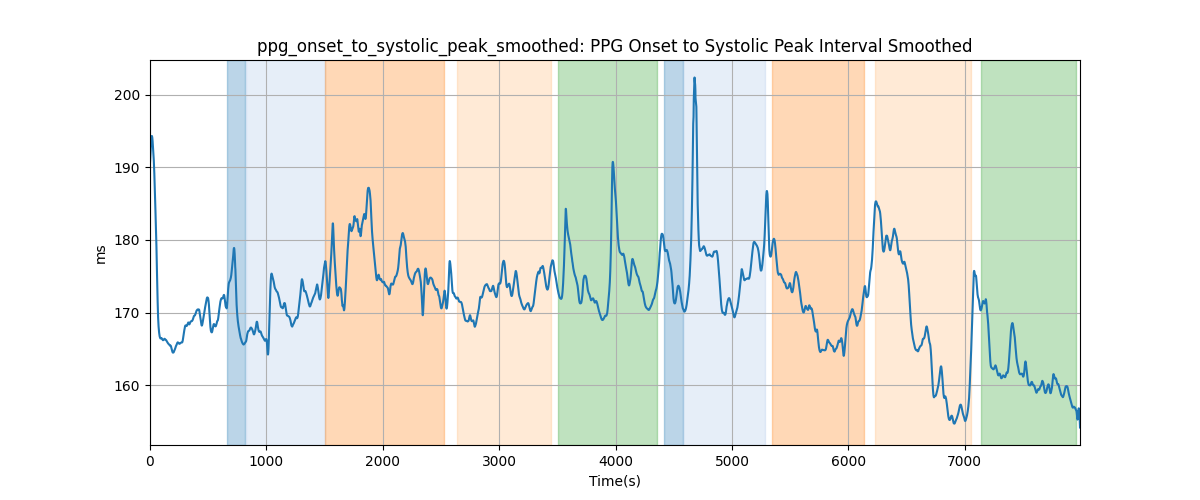 ppg_onset_to_systolic_peak_smoothed: PPG Onset to Systolic Peak Interval Smoothed
200
190
180
170
160
ms
0 1000 2000 3000 4000 5000 6000 7000
Time(s)